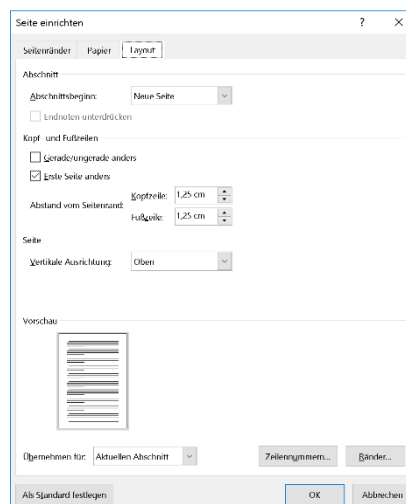 Seite einrichten ? ×
Seitenränder Papier Layout
Abschnitt
Abschnittsbeginn: Neue Seite
Endnoten unterdrücken
Kopf- und Fußzeilen
Gerade/ungerade anders
Erste Seite anders
Abstand vom Seitenrand:
Kopfzeile: 1,25 cm
Fußzeile: 1,25 cm
Seite
Vertikale Ausrichtung: Oben
Vorschau
Übernehmen für: Aktuellen Abschnitt Zeilennummern... Ränder...
Als Standard festlegen OK Abbrechen